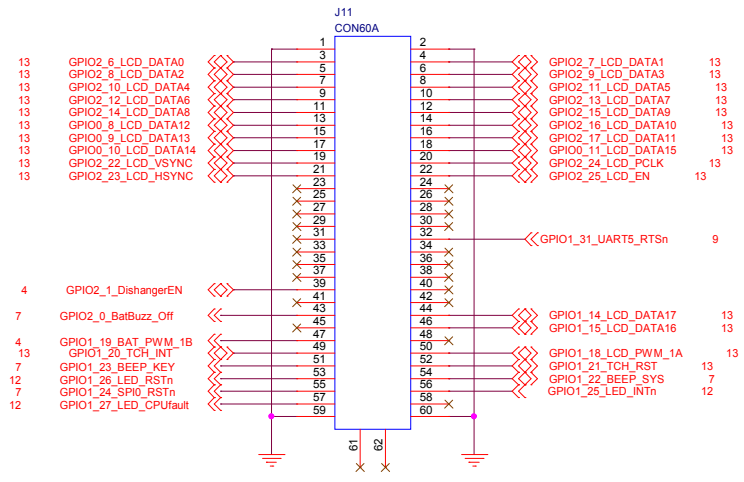 J11
CON60A
1 2
13 GPIO2_6_LCD_DATA0 3 4 GPIO2_7_LCD_DATA1 13
13 GPIO2_8_LCD_DATA2 5 6 GPIO2_9_LCD_DATA3 13
13 GPIO2_10_LCD_DATA4 7 8 GPIO2_11_LCD_DATA5 13
13 GPIO2_12_LCD_DATA6 9 10 GPIO2_13_LCD_DATA7 13
13 GPIO2_14_LCD_DATA8 11 12 GPIO2_15_LCD_DATA9 13
13 GPIO0_8_LCD_DATA12 13 14 GPIO2_16_LCD_DATA10 13
13 GPIO0_9_LCD_DATA13 15 16 GPIO2_17_LCD_DATA11 13
13 GPIO0_10_LCD_DATA14 17 18 GPIO0_11_LCD_DATA15 13
13 GPIO2_22_LCD_VSYNC 19 20 GPIO2_24_LCD_PCLK 13
13 GPIO2_23_LCD_HSYNC 21 22 GPIO2_25_LCD_EN 13
23 24
25 26
27 28
29 30
31 32 GPIO1_31_UART5_RTSn 9
33 34
35 36
37 38
4 GPIO2_1_DishangerEN 39 40
41 42
7 GPIO2_0_BatBuzz_Off 43 44 GPIO1_14_LCD_DATA17 13
45 46 GPIO1_15_LCD_DATA16 13
4 GPIO1_19_BAT_PWM_1B 47 48
13 GPIO1_20_TCH_INT 49 50 GPIO1_18_LCD_PWM_1A 13
7 GPIO1_23_BEEP_KEY 51 52 GPIO1_21_TCH_RST 13
12 GPIO1_26_LED_RSTn 53 54 GPIO1_22_BEEP_SYS 7
7 GPIO1_24_SPI0_RSTn 55 56 GPIO1_25_LED_INTn 12
12 GPIO1_27_LED_CPUfault 57 58
59 60
61 62